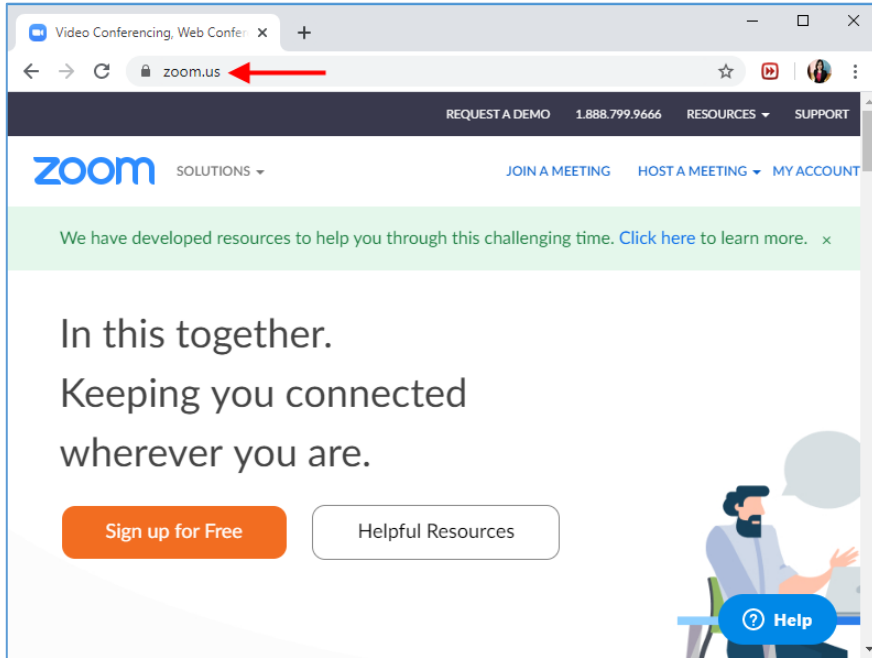 Video Conferencing, Web Confer
zoom.us
REQUEST A DEMO 1.888.799.9666 RESOURCES SUPPORT
zoom SOLUTIONS JOIN A MEETING HOST A MEETING MY ACCOUNT
We have developed resources to help you through this challenging time. Click here to learn more.
In this together.
Keeping you connected
wherever you are.
Sign up for Free Helpful Resources
Help